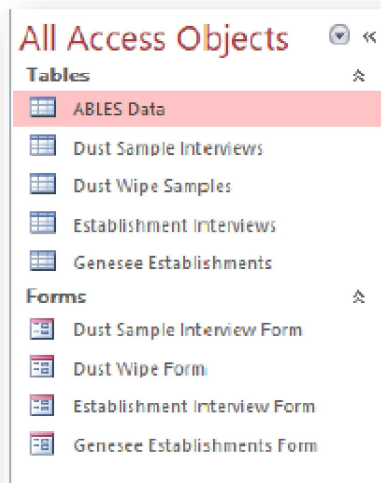 All Access Objects
Tables
ABLES Data
Dust Sample Interviews
Dust Wipe Samples
Establishment Interviews
Genesee Establishments
Forms
Dust Sample Interview Form
Dust Wipe Form
Establishment Interview Form
Genesee Establishments Form